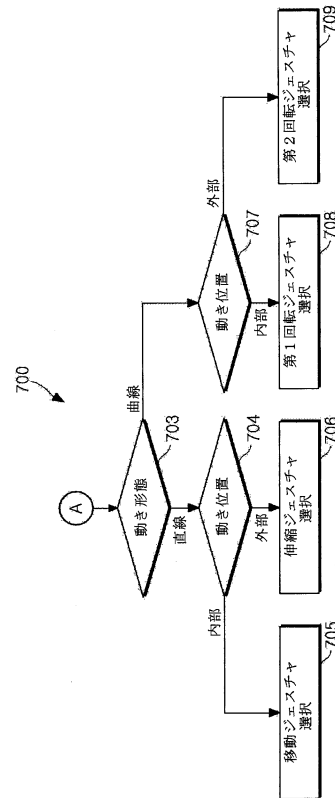 700
A
動き形態
703
曲線
直線
動き位置
704
動き位置
707
内部
外部
内部
外部
移動ジェスチャ
選択
705
伸縮ジェスチャ
選択
706
第1回転ジェスチャ
選択
708
第2回転ジェスチャ
選択
709